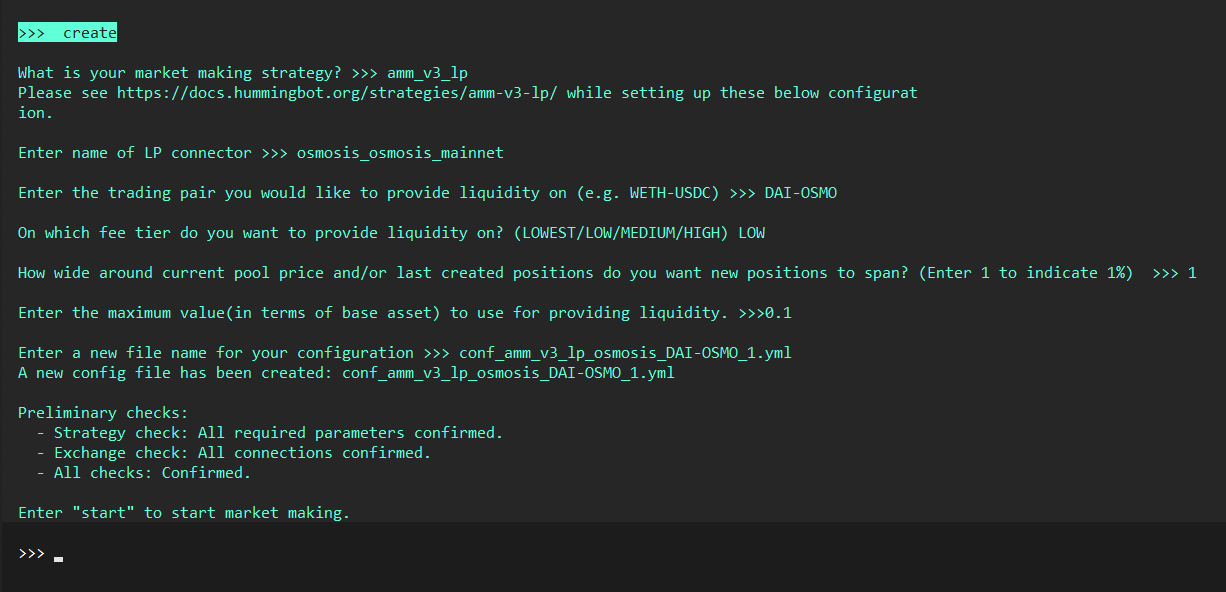 >>>  create
What is your market making strategy? >>> amm_v3_lp
Please see https://docs.hummingbot.org/strategies/amm-v3-lp/ while setting up these below configurat
ion.
Enter name of LP connector >>> osmosis_osmosis_mainnet
Enter the trading pair you would like to provide liquidity on (e.g. WETH-USDC) >>> DAI-OSMO
On which fee tier do you want to provide liquidity on? (LOWEST/LOW/MEDIUM/HIGH) LOW
How wide around current pool price and/or last created positions do you want new positions to span? (Enter 1 to indicate 1%)  >>> 1
Enter the maximum value(in terms of base asset) to use for providing liquidity. >>>0.1
Enter a new file name for your configuration >>> conf_amm_v3_lp_osmosis_DAI-OSMO_1.yml
A new config file has been created: conf_amm_v3_lp_osmosis_DAI-OSMO_1.yml
Preliminary checks:
  - Strategy check: All required parameters confirmed.
  - Exchange check: All connections confirmed.
  - All checks: Confirmed.
Enter "start" to start market making.
>>>